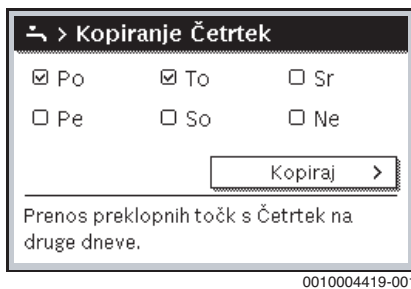 > Kopiranje Četrtek
Po To Sr
Pe So Ne
Kopiraj >
Prenos preklopnih točk s Četrtek na
druge dneve.
0010004419-001